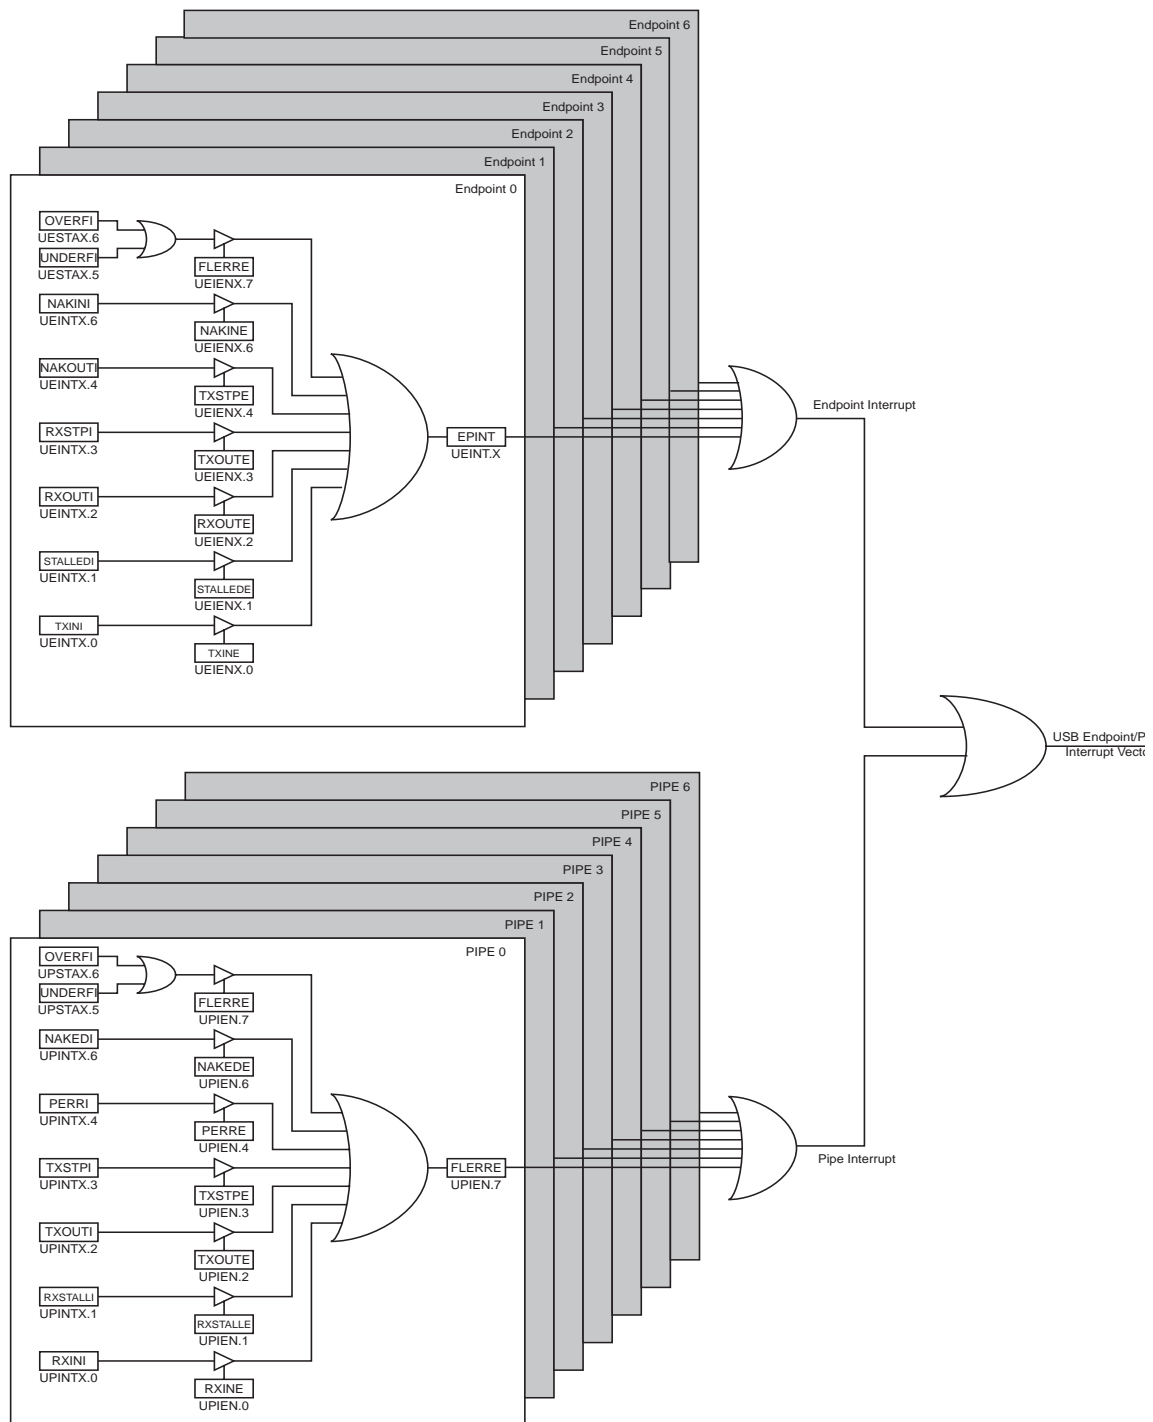 Endpoint 6
Endpoint 5
Endpoint 4
Endpoint 3
Endpoint 2
Endpoint 1
Endpoint 0
OVERFI
UESTAX.6
UNDERFI
UESTAX.5
FLERRE
UEIENX.7
NAKINI
UEINTX.6
NAKINE
UEIENX.6
NAKOUTI
UEINTX.4
TXSTPE
UEIENX.4
RXSTPI
UEINTX.3
TXOUTE
UEIENX.3
RXOUTI
UEINTX.2
RXOUTE
UEIENX.2
STALLEDI
UEINTX.1
STALLEDE
UEIENX.1
TXINI
UEINTX.0
TXINE
UEIENX.0
EPINT
UEINT.X
Endpoint Interrupt
USB Endpoint/P
Interrupt Vect
PIPE 6
PIPE 5
PIPE 4
PIPE 3
PIPE 2
PIPE 1
PIPE 0
OVERFI
UPSTAX.6
UNDERFI
UPSTAX.5
FLERRE
UPIEN.7
NAKEDI
UPINTX.6
NAKEDE
UPIEN.6
PERRI
UPINTX.4
PERRE
UPIEN.4
TXSTPI
UPINTX.3
TXSTPE
UPIEN.3
TXOUTI
UPINTX.2
TXOUTE
UPIEN.2
RXSTALLI
UPINTX.1
RXSTALLE
UPIEN.1
RXINI
UPINTX.0
RXINE
UPIEN.0
FLERRE
UPIEN.7
Pipe Interrupt